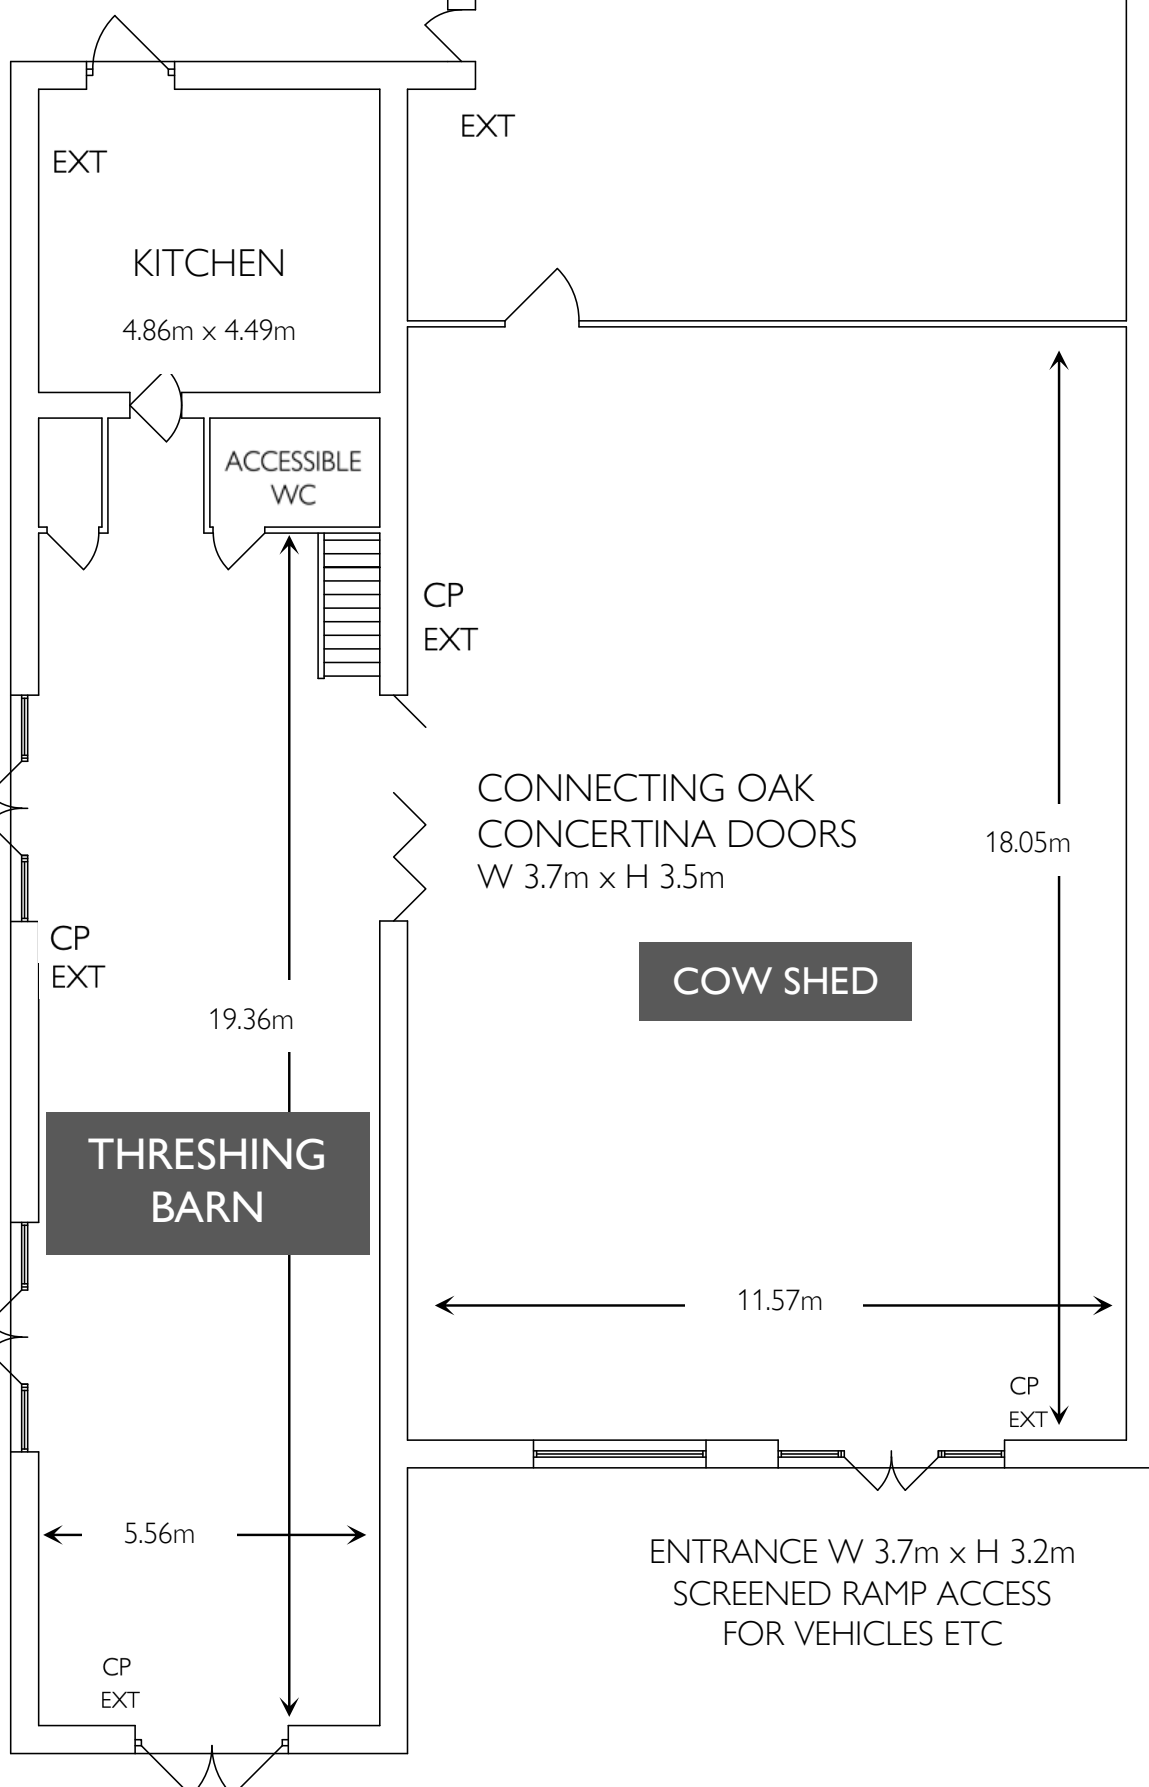 EXT
EXT
KITCHEN
4.86m x 4.49m
ACCESSIBLE
WC
CP
EXT
CONNECTING OAK
CONCERTINA DOORS
W 3.7m x H 3.5m
18.05m
CP
EXT
COW SHED
19.36m
THRESHING
BARN
11.57m
CP
EXT
5.56m
ENTRANCE W 3.7m x H 3.2m
SCREENED RAMP ACCESS
FOR VEHICLES ETC
CP
EXT